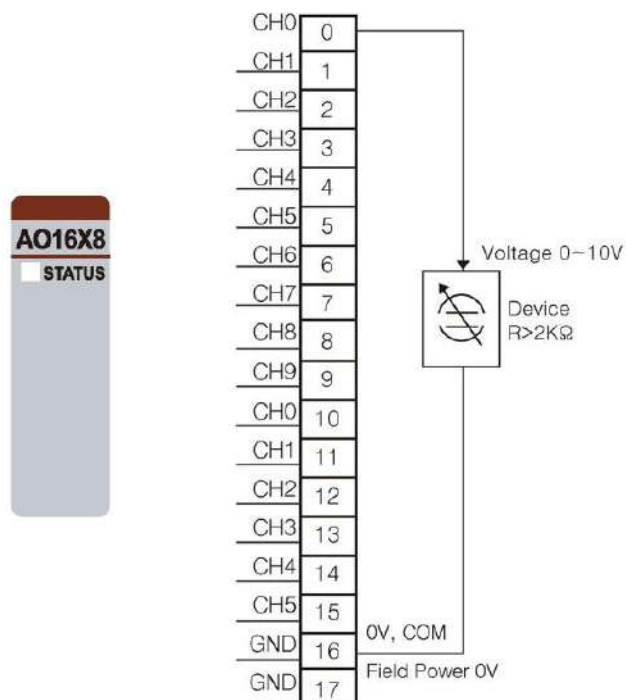 AO16X8
STATUS
CH0 0
CH1 1
CH2 2
CH3 3
CH4 4
CH5 5
CH6 6
CH7 7
CH8 8
CH9 9
CH0 10
CH1 11
CH2 12
CH3 13
CH4 14
CH5 15
GND 16
GND 17
Voltage 0~10V
Device
R>2KΩ
0V, COM
Field Power 0V